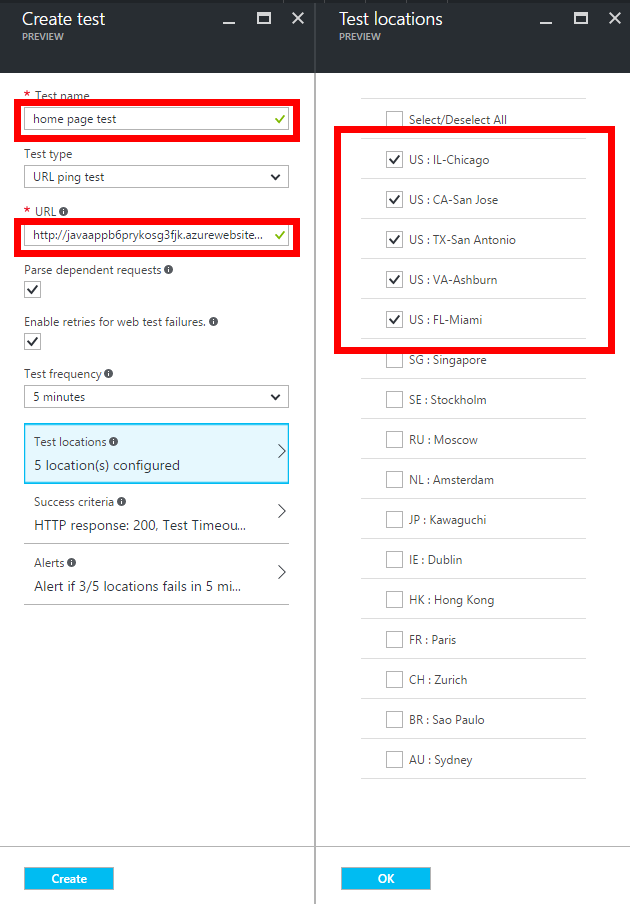 Create test
PREVIEW
* Test name
home page test
Test type
URL ping test
* URL
http://javaappb6prykosg3fjk.azurewebsite...
Parse dependent requests
Enable retries for web test failures.
Test frequency
5 minutes
Test locations
5 location(s) configured
Success criteria
HTTP response: 200, Test Timeou...
Alerts
Alert if 3/5 locations fails in 5 mi...
Create
Test locations
PREVIEW
Select/Deselect All
US : IL-Chicago
US : CA-San Jose
US : TX-San Antonio
US : VA-Ashburn
US : FL-Miami
SG : Singapore
SE : Stockholm
RU : Moscow
NL : Amsterdam
JP : Kawaguchi
IE : Dublin
HK : Hong Kong
FR : Paris
CH : Zurich
BR : Sao Paulo
AU : Sydney
OK